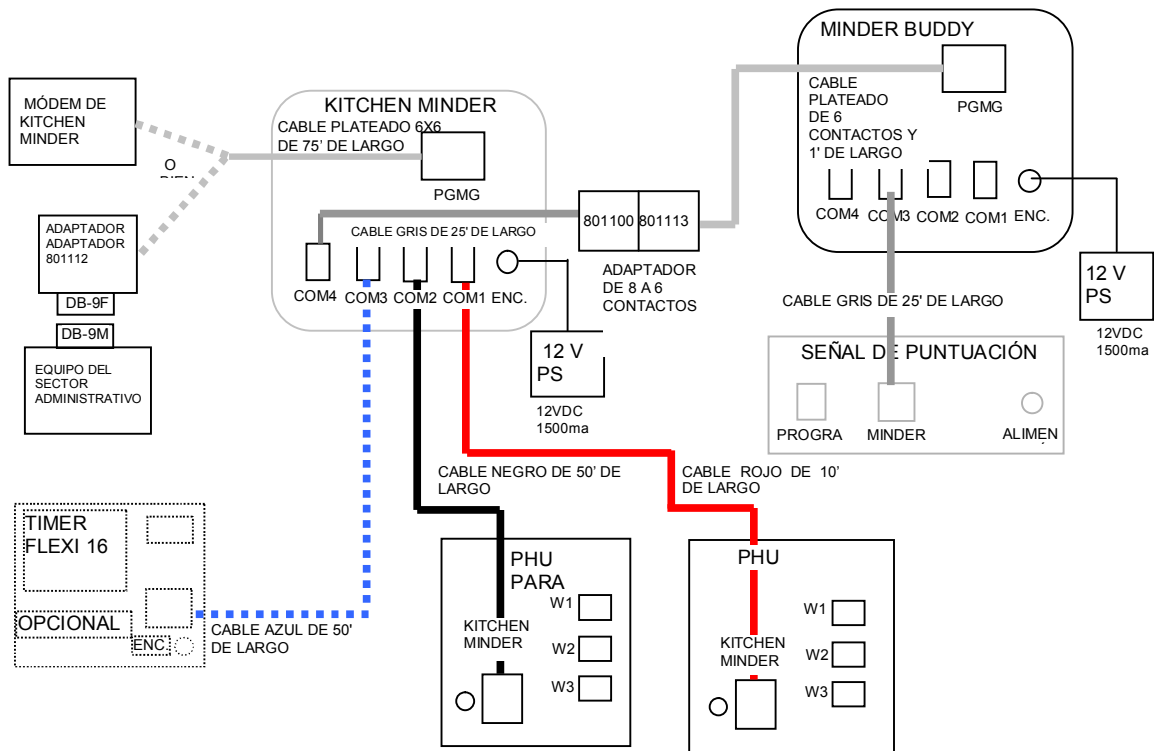 MÓDEM DE
KITCHEN
MINDER
O
ADAPTADOR
ADAPTADOR
801112
DB-9F
DB-9M
EQUIPO DEL
SECTOR
ADMINISTRATIVO
KITCHEN MINDER
CABLE PLATEADO 6X6
DE 75' DE LARGO
PGMG
CABLE GRIS DE 25' DE LARGO
COM4
COM3
COM2
COM1
ENC.
12 V
PS
12VDC
1500ma
801100
801113
ADAPTADOR
DE 8 A 6
CONTACTOS
MINDER BUDDY
CABLE
PLATEADO
DE 6
CONTACTOS Y
1' DE LARGO
PGMG
COM4
COM3
COM2
COM1
ENC.
12 V
PS
12VDC
1500ma
CABLE GRIS DE 25' DE LARGO
SEÑAL DE PUNTUACIÓN
PROGRA
MINDER
ALIMEN
CABLE NEGRO DE 50' DE
LARGO
CABLE ROJO DE 10'
DE LARGO
TIMER
FLEXI 16
OPCIONAL
ENC.
CABLE AZUL DE 50'
DE LARGO
PHU
PARA
W1
KITCHEN
MINDER
W2
W3
PHU
W1
KITCHEN
MINDER
W2
W3